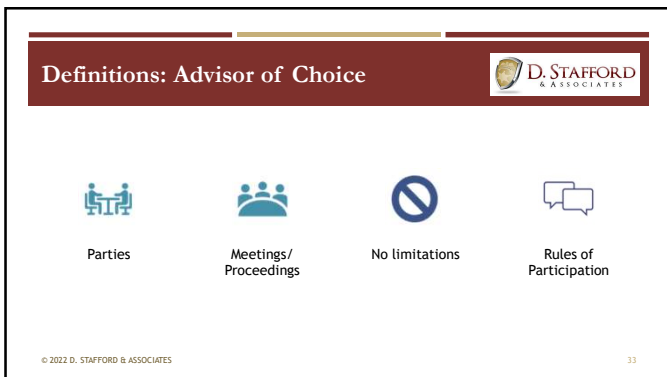 Definitions: Advisor of Choice
D. STAFFORD
& ASSOCIATES
Parties
Meetings/
Proceedings
No limitations
Rules of
Participation
© 2022 D. STAFFORD & ASSOCIATES
33